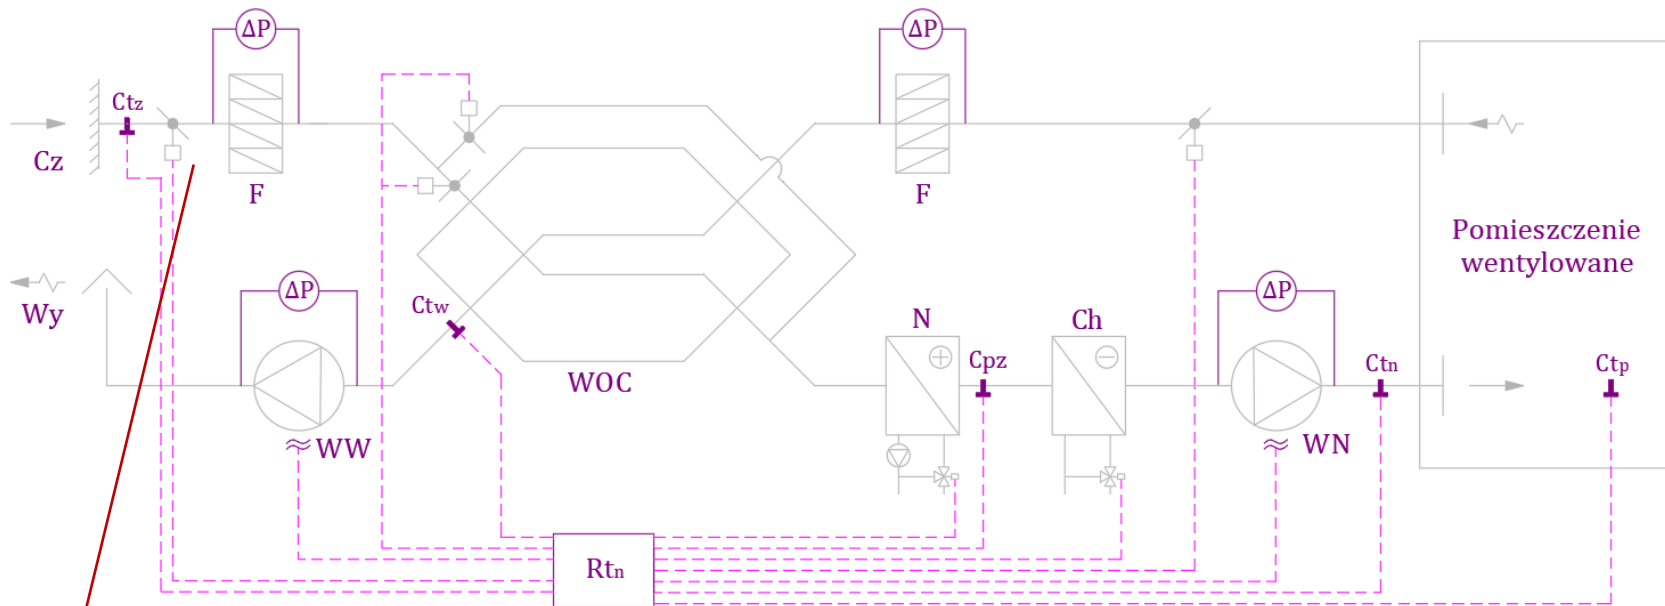 ΔP
ΔP
Ctz
Cz
F
F
Pomieszczenie
wentylowane
Wy
ΔP
Ctw
ΔP
N
Ch
Cpz
Ctn
Ctp
WOC
WW
WN
Rtn